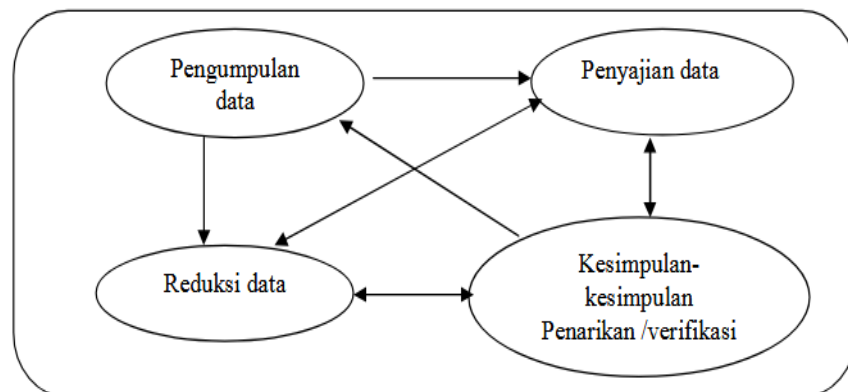 Pengumpulan
data
Penyajian data
Reduksi data
Kesimpulan-
kesimpulan
Penarikan /verifikasi